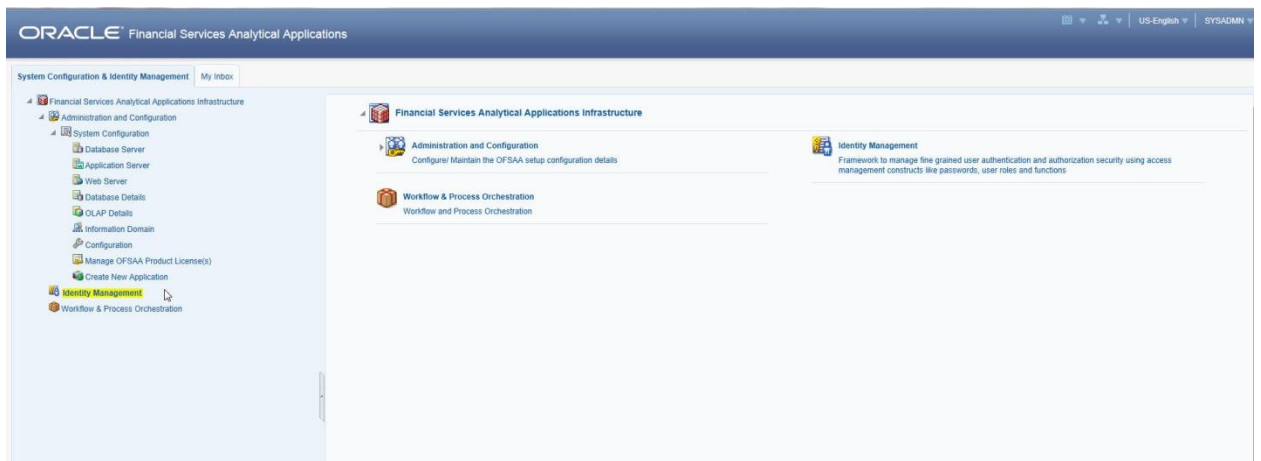 ORACLE® Financial Services Analytical Applications
US-English
SYSADMN
System Configuration & Identity Management
My Inbox
Financial Services Analytical Applications Infrastructure
Administration and Configuration
System Configuration
Database Server
Application Server
Web Server
Database Details
OLAP Details
Information Domain
Configuration
Manage OFSAA Product License(s)
Create New Application
Identity Management
Workflow & Process Orchestration
Financial Services Analytical Applications Infrastructure
Administration and Configuration
Configure/ Maintain the OFSAA setup configuration details
Identity Management
Framework to manage fine grained user authentication and authorization security using access
management constructs like passwords, user roles and functions
Workflow & Process Orchestration
Workflow and Process Orchestration